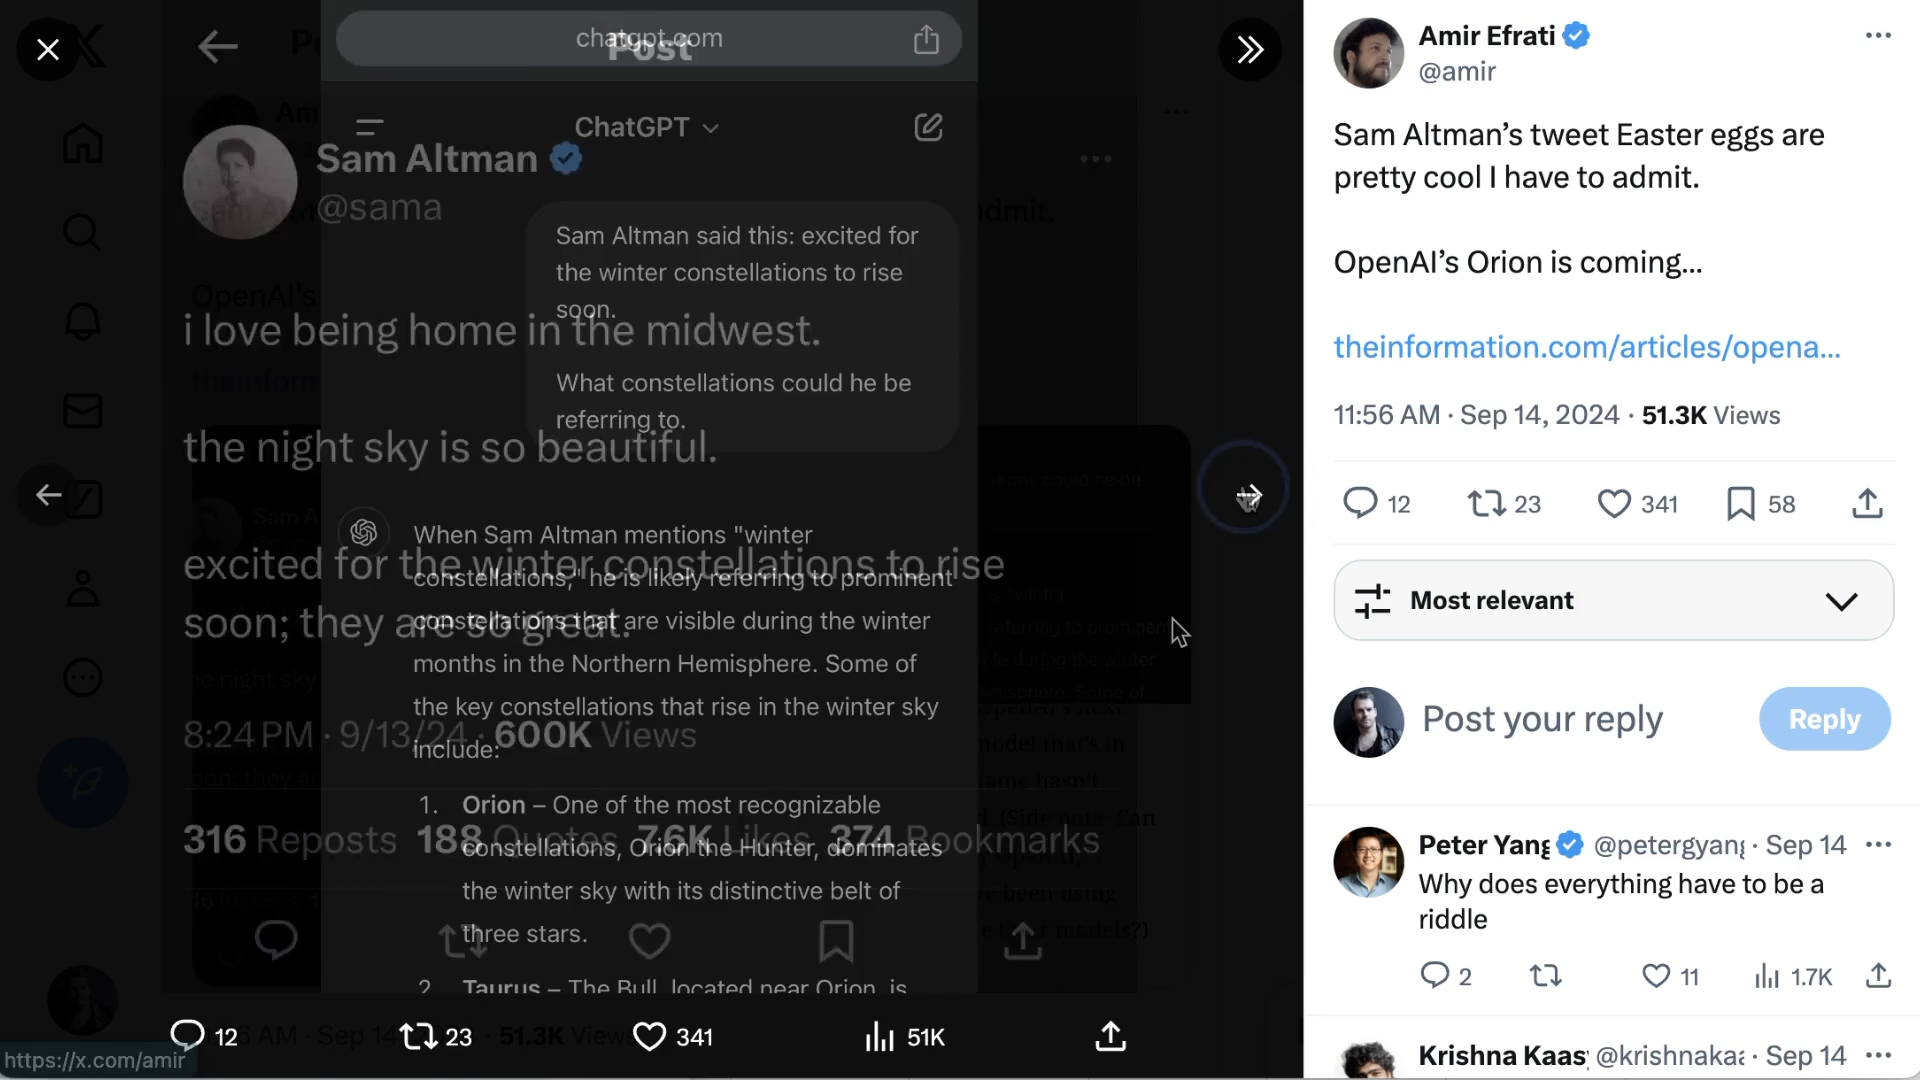 chatgpt.com
Post
ChatGPT
Sam Altman
@sama
Sam Altman said this: excited for
the winter constellations to rise
soon.
What constellations could he be
referring to.
i love being home in the midwest.
the night sky is so beautiful.
excited for the winter constellations to rise
soon; they are so great.
8:24 PM · 9/13/24 · 600K Views
316 Reposts 188 Quotes 7.6K Likes 374 Bookmarks
When Sam Altman mentions "winter
constellations," he is likely referring to prominent
constellations that are visible during the winter
months in the Northern Hemisphere. Some of
the key constellations that rise in the winter sky
include:
1. Orion – One of the most recognizable
constellations, Orion the Hunter, dominates
the winter sky with its distinctive belt of
three stars.
2 Taurus – The Bull, located near Orion, is
12 23 341 51K
https://x.com/amir
Amir Efrati
@amir
Sam Altman’s tweet Easter eggs are
pretty cool I have to admit.
OpenAI’s Orion is coming…
theinformation.com/articles/opena…
11:56 AM · Sep 14, 2024 · 51.3K Views
12 23 341 58
Most relevant
Post your reply
Reply
Peter Yang @petergyang · Sep 14
Why does everything have to be a
riddle
2 11 1.7K
Krishna Kaasy @krishnakaa · Sep 14